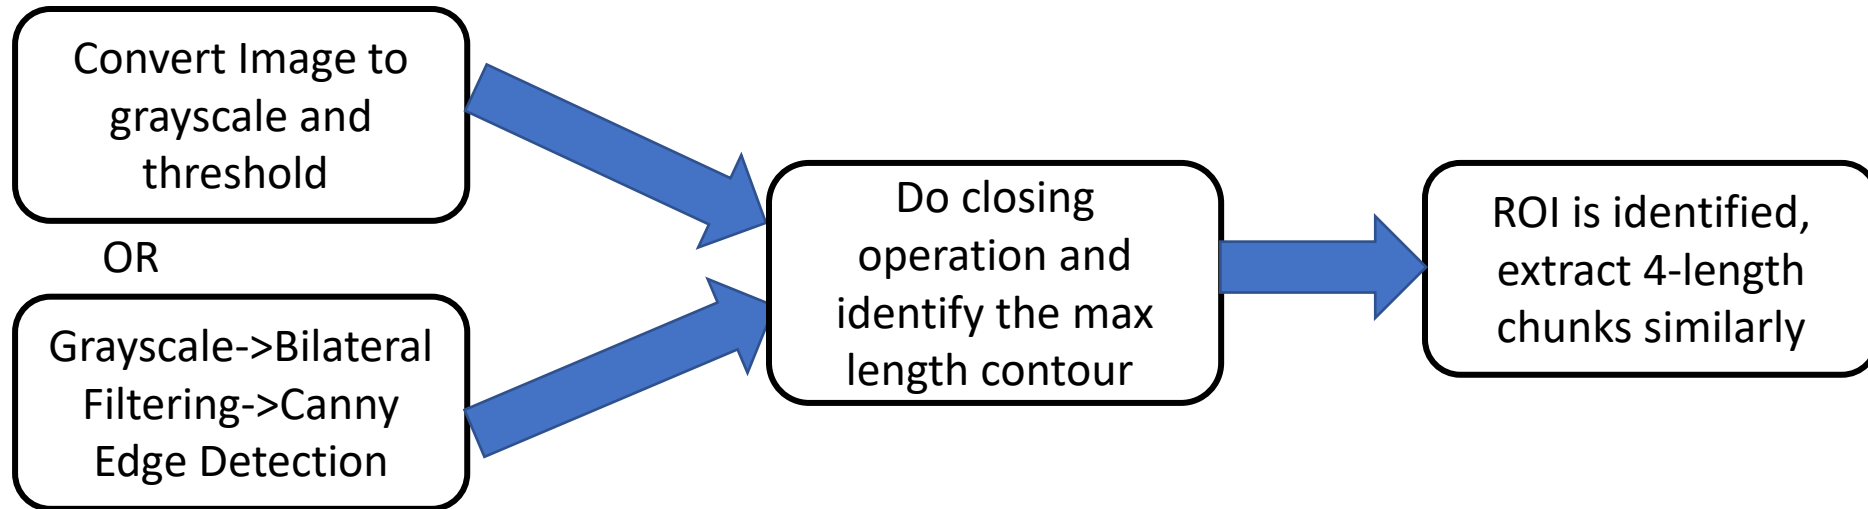 Convert Image to
grayscale and
threshold
OR
Grayscale->Bilateral
Filtering->Canny
Edge Detection
Do closing
operation and
identify the max
length contour
ROI is identified,
extract 4-length
chunks similarly